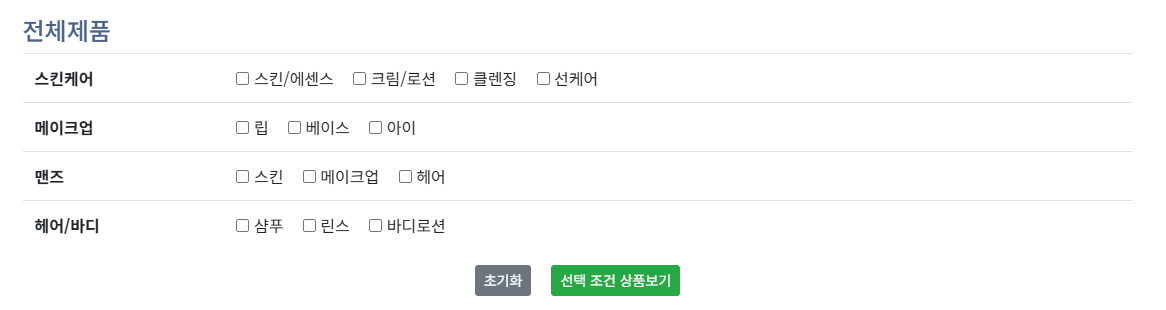 전체제품
스킨케어 스킨/에센스 크림/로션 클렌징 선케어
메이크업 립 베이스 아이
맨즈 스킨 메이크업 헤어
헤어/바디 샴푸 린스 바디로션
초기화 선택 조건 상품보기